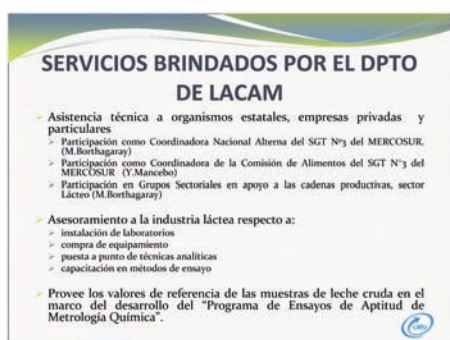 SERVICIOS BRINDADOS POR EL DPTO
DE LACAM
Asistencia técnica a organismos estatales, empresas privadas y
particulares
Participación como Coordinadora Nacional Alterna del SGT Nº3 del MERCOSUR.
(M.Borthagaray)
Participación como Coordinadora de la Comisión de Alimentos del SGT N°3 del
MERCOSUR (Y.Mancebo)
Participación en Grupos Sectoriales en apoyo a las cadenas productivas, sector
Lácteo (M.Borthagaray)
Asesoramiento a la industria láctea respecto a:
instalación de laboratorios
compra de equipamiento
puesta a punto de técnicas analíticas
capacitación en métodos de ensayo
Provee los valores de referencia de las muestras de leche cruda en el
marco del desarrollo del “Programa de Ensayos de Aptitud de
Metrología Química”.